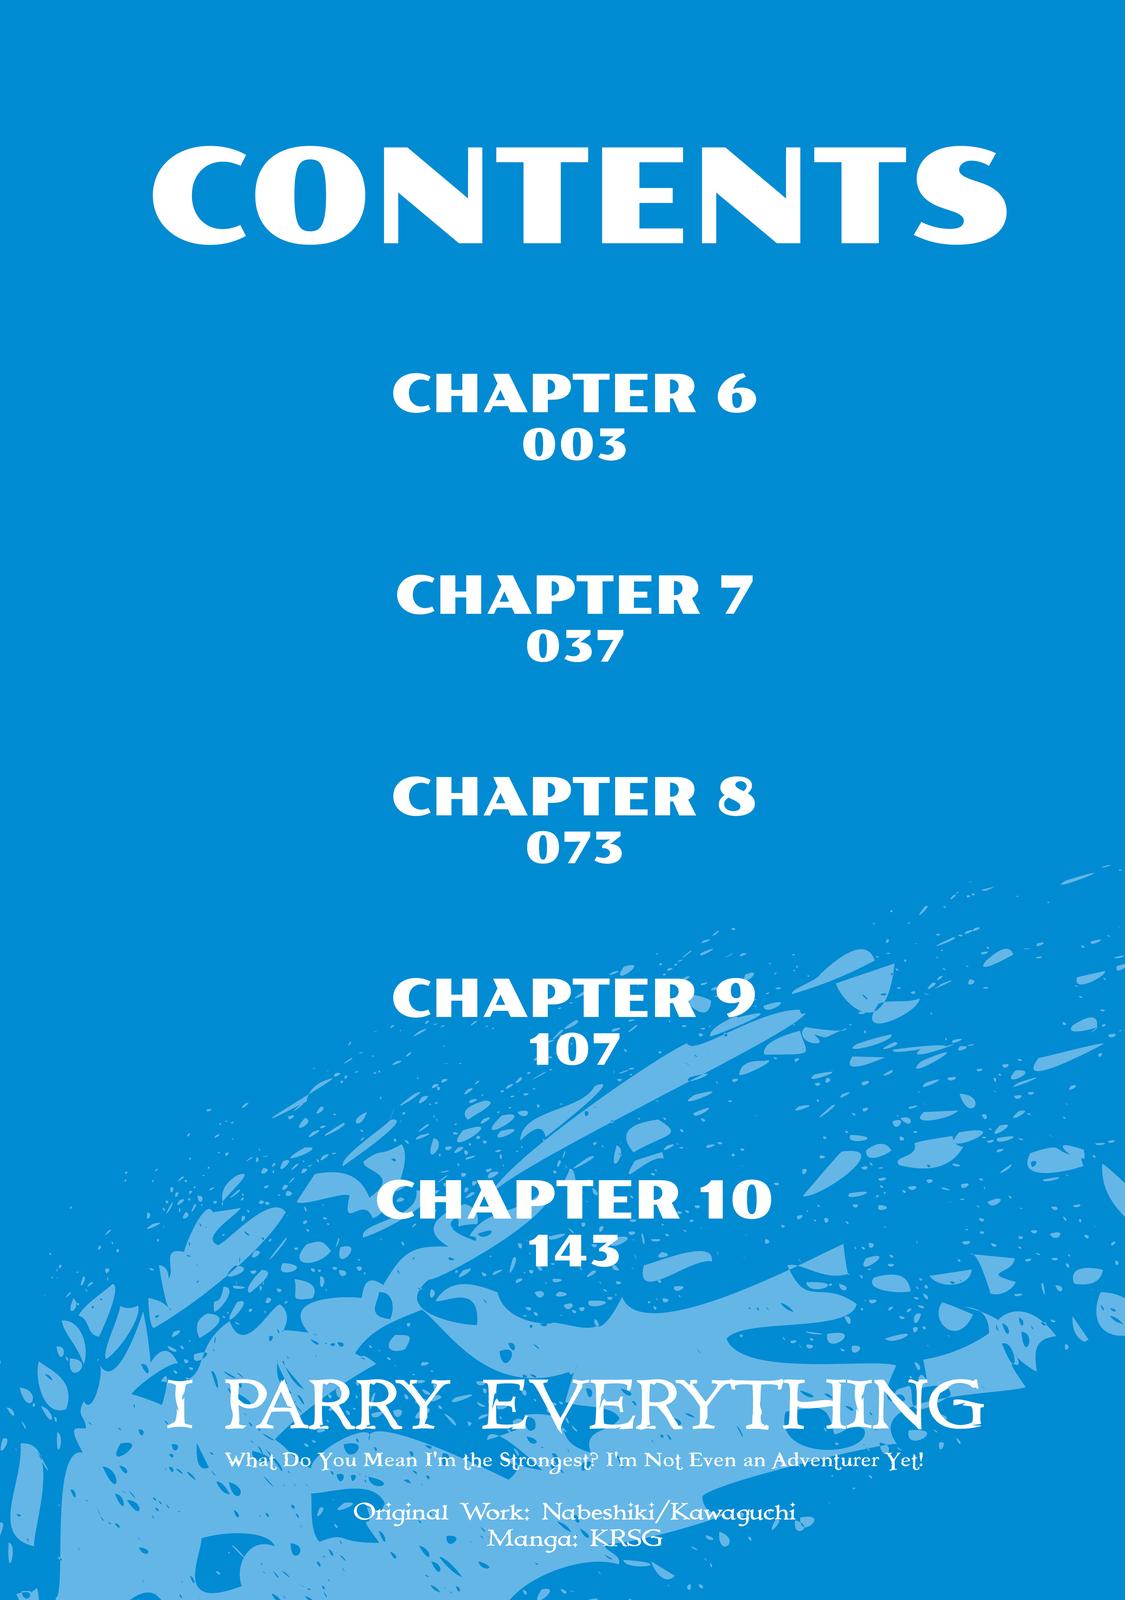 CONTENTS
CHAPTER 6
003
CHAPTER 7
037
CHAPTER 8
073
CHAPTER 9
107
CHAPTER 10
143
I PARRY EVERYTHING
What Do You Mean I'm the Strongest? I'm Not Even an Adventurer Yet!
Original Work: Nabeshiki/Kawaguchi
Manga: KRSG